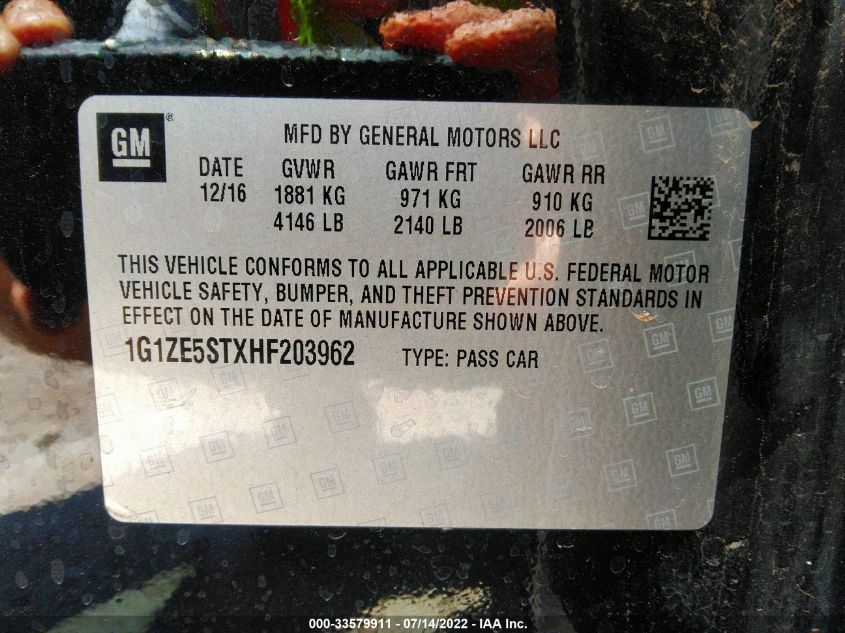 GM ®
MFD BY GENERAL MOTORS LLC
DATE GVWR GAWR FRT GAWR RR
12/16 1881 KG 971 KG 910 KG
4146 LB 2140 LB 2006 LB
THIS VEHICLE CONFORMS TO ALL APPLICABLE U.S. FEDERAL MOTOR
VEHICLE SAFETY, BUMPER, AND THEFT PREVENTION STANDARDS IN
EFFECT ON THE DATE OF MANUFACTURE SHOWN ABOVE.
1G1ZE5STXHF203962 TYPE: PASS CAR
000-33579911 - 07/14/2022 - IAA Inc.